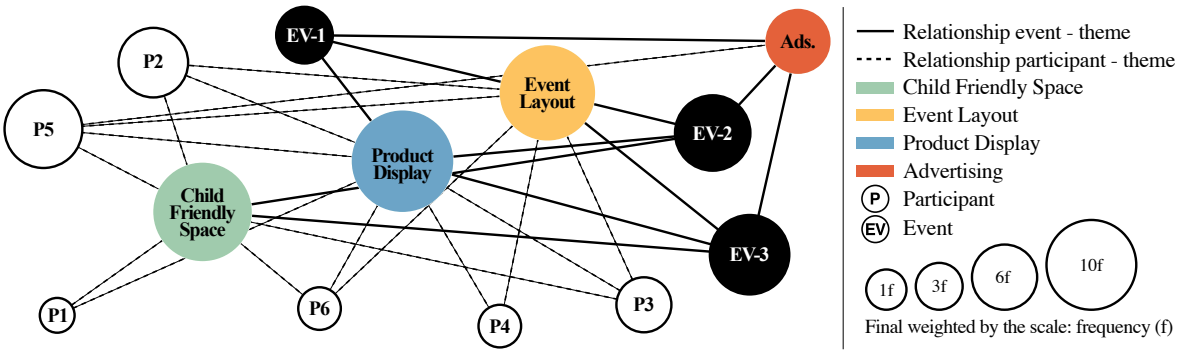 EV-1
Ads.
P2
Event
Layout
P5
EV-2
Product
Display
Child
Friendly
Space
EV-3
P1
P6
P4
P3
Relationship event - theme
Relationship participant - theme
Child Friendly Space
Event Layout
Product Display
Advertising
P Participant
EV Event
1f 3f 6f 10f
Final weighted by the scale: frequency (f)